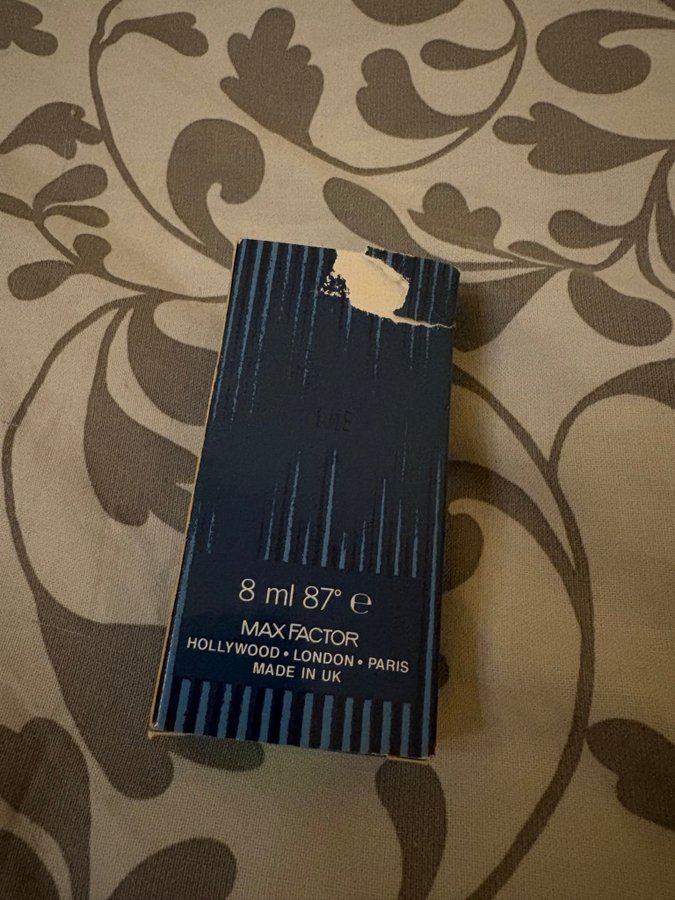 8 ml 87° ℮
MAX FACTOR
HOLLYWOOD • LONDON • PARIS
MADE IN UK